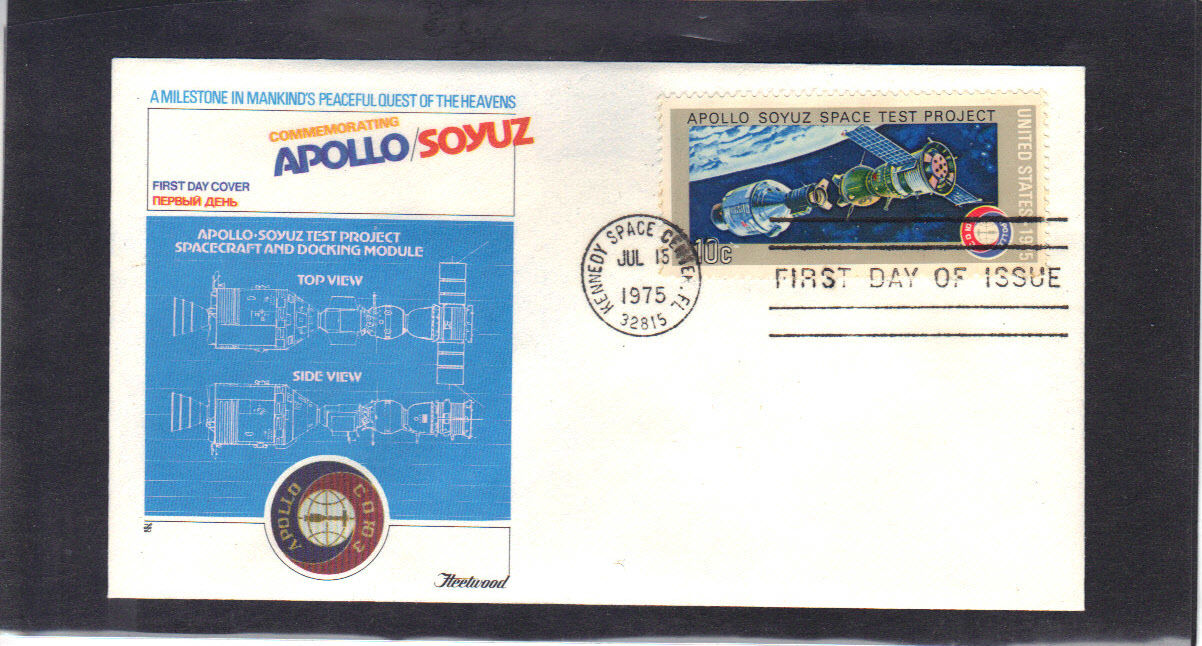 A MILESTONE IN MANKIND'S PEACEFUL QUEST OF THE HEAVENS
COMMEMORATING
APOLLO/SOYUZ
FIRST DAY COVER
ПЕРВЫЙ ДЕНЬ
APOLLO-SOYUZ TEST PROJECT
SPACECRAFT AND DOCKING MODULE
TOP VIEW
SIDE VIEW
APOLLO СОЮЗ
Fleetwood
APOLLO SOYUZ SPACE TEST PROJECT
UNITED STATES 1975
10c
APOLLO СОЮЗ
KENNEDY SPACE CENTER, FL
JUL 15
1975
32815
FIRST DAY OF ISSUE